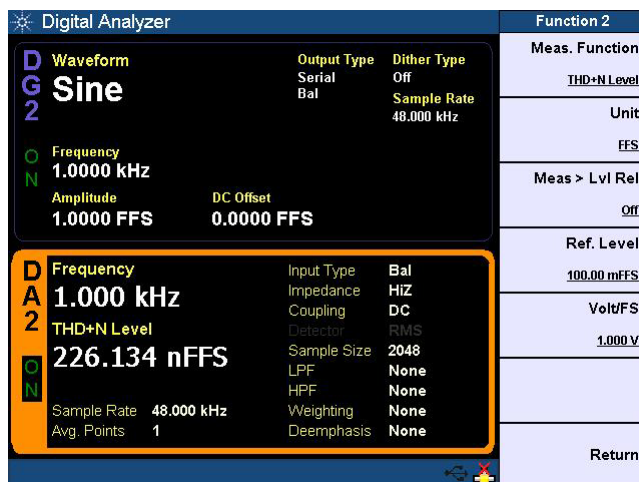 Digital Analyzer
DG2
ON
Waveform
Sine
Output Type
Serial
Bal
Dither Type
Off
Sample Rate
48.000 kHz
Frequency
1.0000 kHz
Amplitude
1.0000 FFS
DC Offset
0.0000 FFS
DA2
ON
Frequency
1.000 kHz
THD+N Level
226.134 nFFS
Sample Rate 48.000 kHz
Avg. Points 1
Input Type Bal
Impedance HiZ
Coupling DC
Detector RMS
Sample Size 2048
LPF None
HPF None
Weighting None
Deemphasis None
Function 2
Meas. Function
THD+N Level
Unit
FFS
Meas > Lvl Rel
Off
Ref. Level
100.00 mFFS
Volt/FS
1.000 V
Return